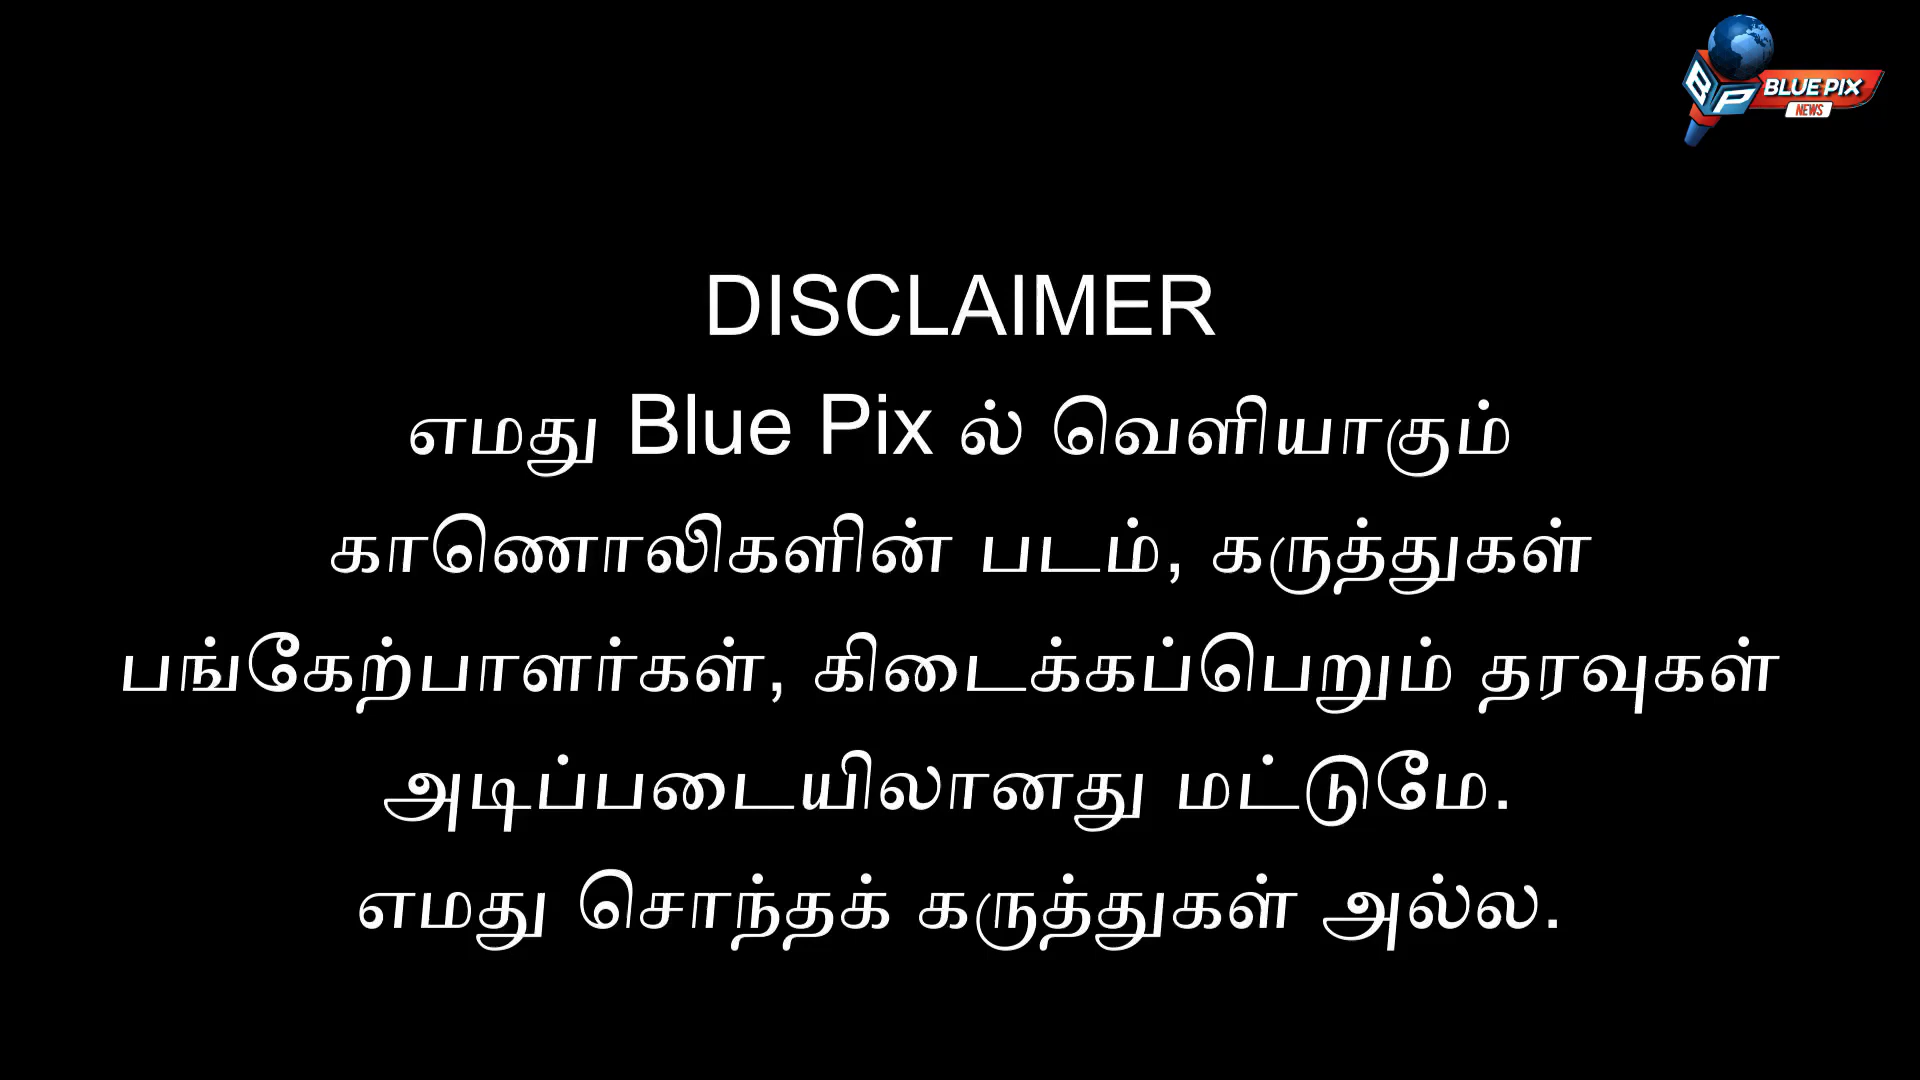 BP BLUE PIX
NEWS
DISCLAIMER
எமது Blue Pix ல் வெளியாகும்
காணொலிகளின் படம், கருத்துகள்
பங்கேற்பாளர்கள், கிடைக்கப்பெறும் தரவுகள்
அடிப்படையிலானது மட்டுமே.
எமது சொந்தக் கருத்துகள் அல்ல.